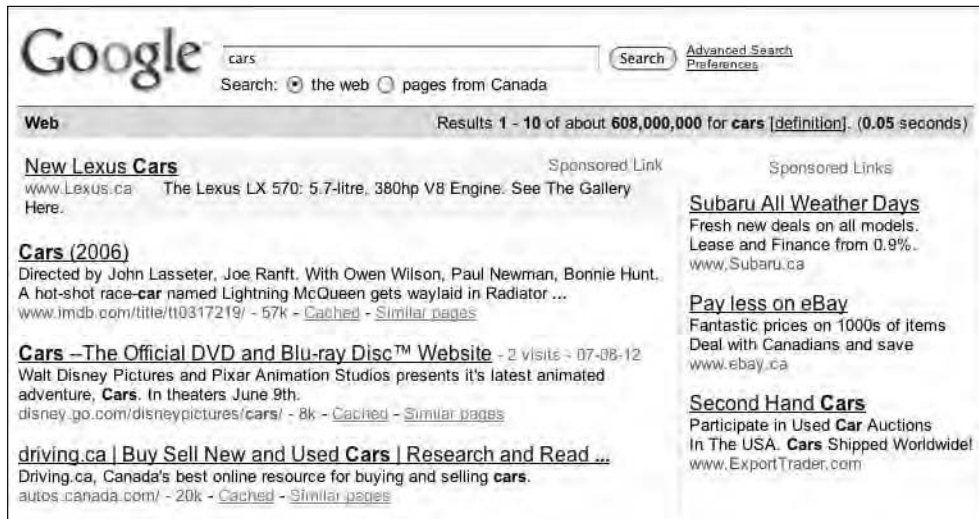 Google
cars
Search
Advanced Search
Preferences
Search: the web pages from Canada
Web
Results 1 - 10 of about 608,000,000 for cars [definition]. (0.05 seconds)
New Lexus Cars
Sponsored Link
www.Lexus.ca The Lexus LX 570: 5.7-litre, 380hp V8 Engine. See The Gallery
Here.
Cars (2006)
Directed by John Lasseter, Joe Ranft. With Owen Wilson, Paul Newman, Bonnie Hunt.
A hot-shot race-car named Lightning McQueen gets waylaid in Radiator ...
www.imdb.com/title/tt0317219/ - 57k - Cached - Similar pages
Cars --The Official DVD and Blu-ray Disc™ Website - 2 visits - 07-08-12
Walt Disney Pictures and Pixar Animation Studios presents it's latest animated
adventure, Cars. In theaters June 9th.
disney.go.com/disneypictures/cars/ - 8k - Cached - Similar pages
driving.ca | Buy Sell New and Used Cars | Research and Read ...
Driving.ca, Canada's best online resource for buying and selling cars.
autos.canada.com/ - 20k - Cached - Similar pages
Sponsored Links
Subaru All Weather Days
Fresh new deals on all models.
Lease and Finance from 0.9%.
www.Subaru.ca
Pay less on eBay
Fantastic prices on 1000s of items
Deal with Canadians and save
www.ebay.ca
Second Hand Cars
Participate in Used Car Auctions
In The USA. Cars Shipped Worldwide!
www.ExportTrader.com